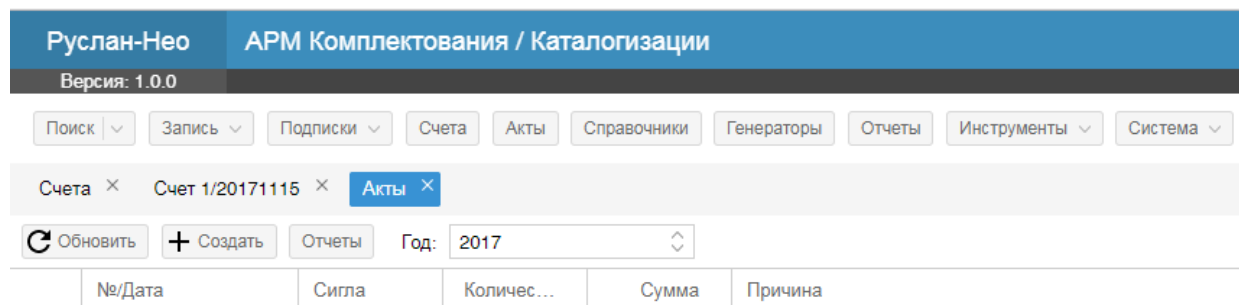 Руслан-Нео АРМ Комплектования / Каталогизации
Версия: 1.0.0
Поиск Запись Подписки Счета Акты Справочники Генераторы Отчеты Инструменты Система
Счета × Счет 1/20171115 × Акты ×
Обновить + Создать Отчеты Год: 2017
№/Дата Сигла Количес... Сумма Причина